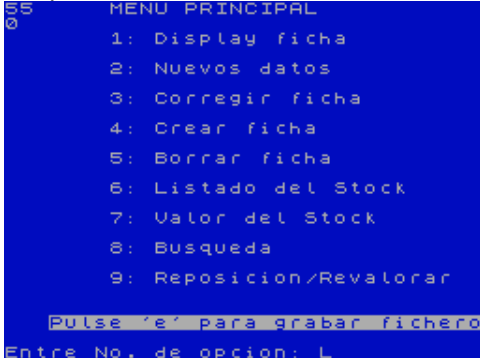 55 MENU PRINCIPAL
0
1: Display ficha
2: Nuevos datos
3: Corregir ficha
4: Crear ficha
5: Borrar ficha
6: Listado del Stock
7: Valor del Stock
8: Busqueda
9: Reposicion/Revalorar
Pulse 'e' para grabar fichero
Entre No. de opcion: L